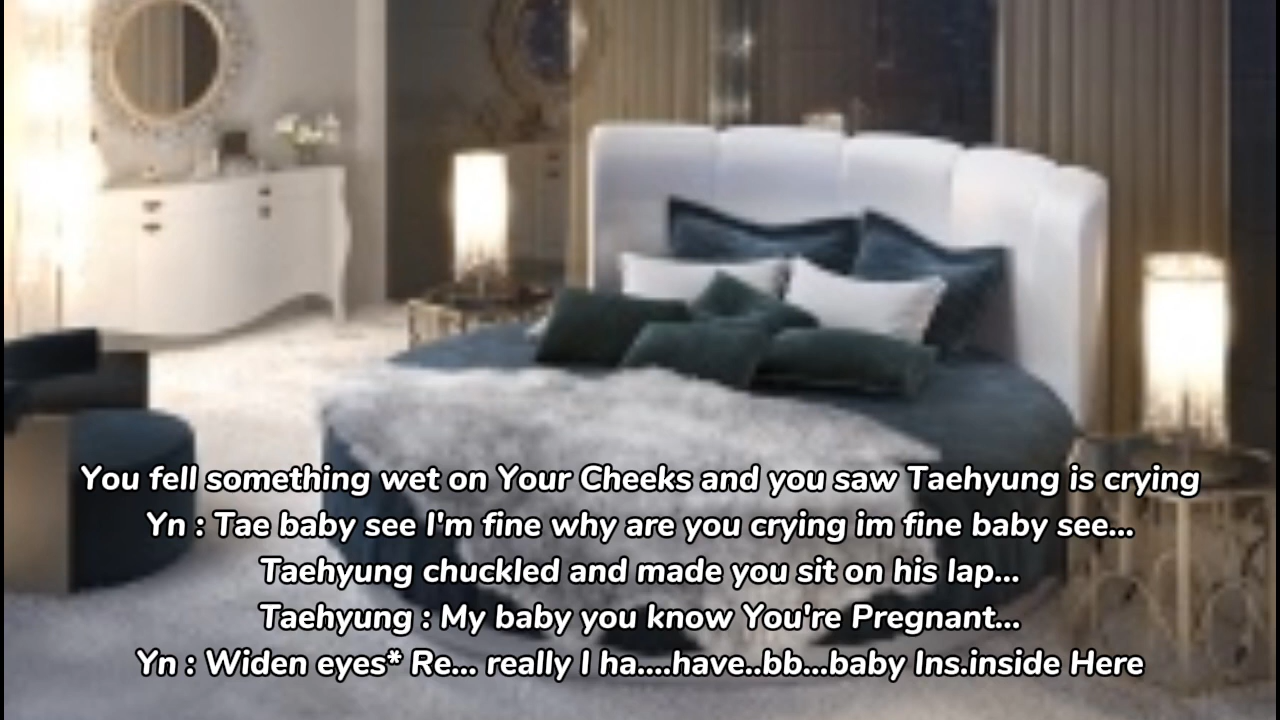 You fell something wet on Your Cheeks and you saw Taehyung is crying
Yn : Tae baby see I'm fine why are you crying im fine baby see...
Taehyung chuckled and made you sit on his lap...
Taehyung : My baby you know You're Pregnant...
Yn : Widen eyes* Re... really I ha....have..bb...baby Ins.inside Here